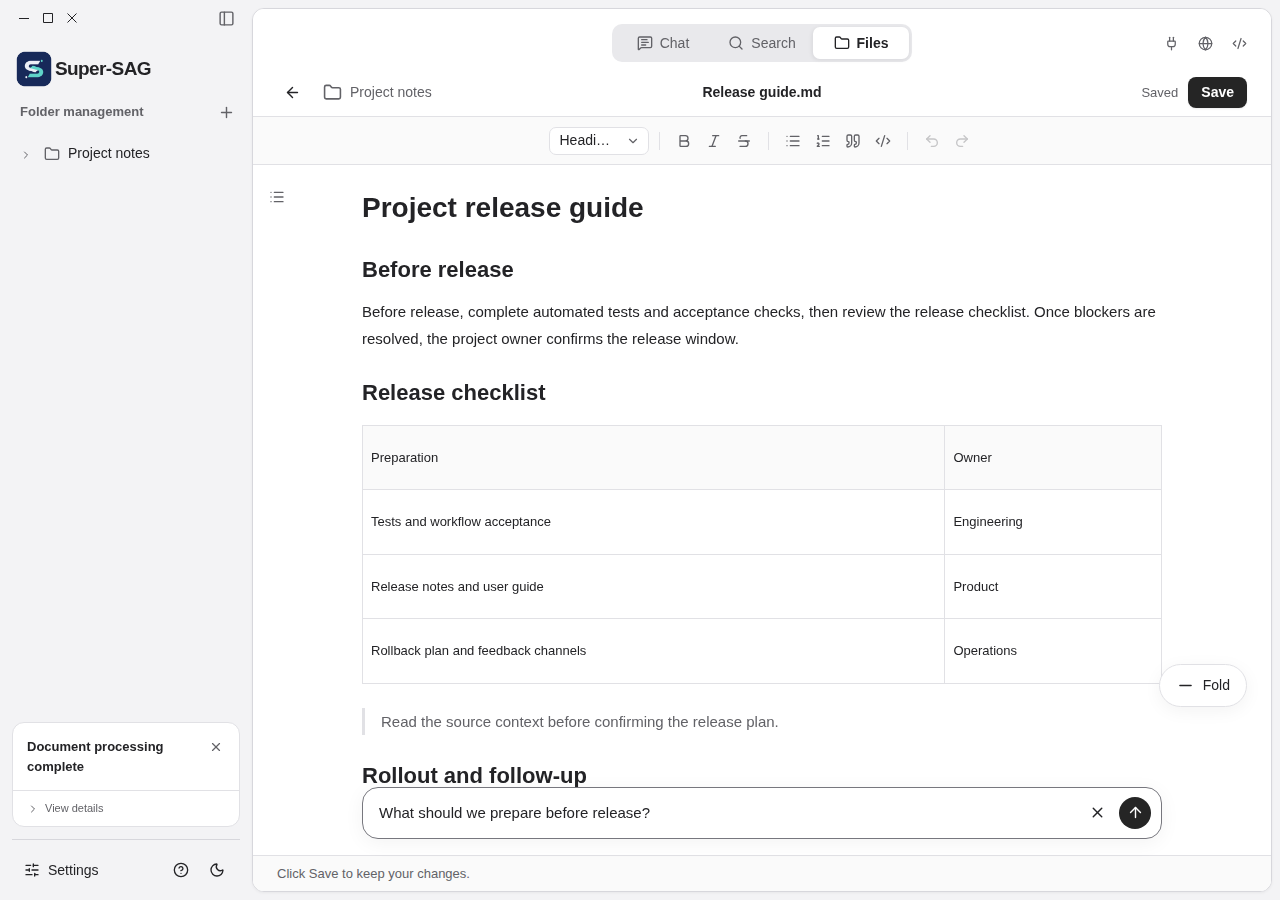 Super-SAG
Folder management
Project notes
Document processing
complete
View details
Settings
Chat
Search
Files
Project notes
Release guide.md
Saved
Save
Headi…
Project release guide
Before release
Before release, complete automated tests and acceptance checks, then review the release checklist. Once blockers are
resolved, the project owner confirms the release window.
Release checklist
Preparation Owner
Tests and workflow acceptance Engineering
Release notes and user guide Product
Rollback plan and feedback channels Operations
Fold
Read the source context before confirming the release plan.
Rollout and follow-up
What should we prepare before release?
Click Save to keep your changes.